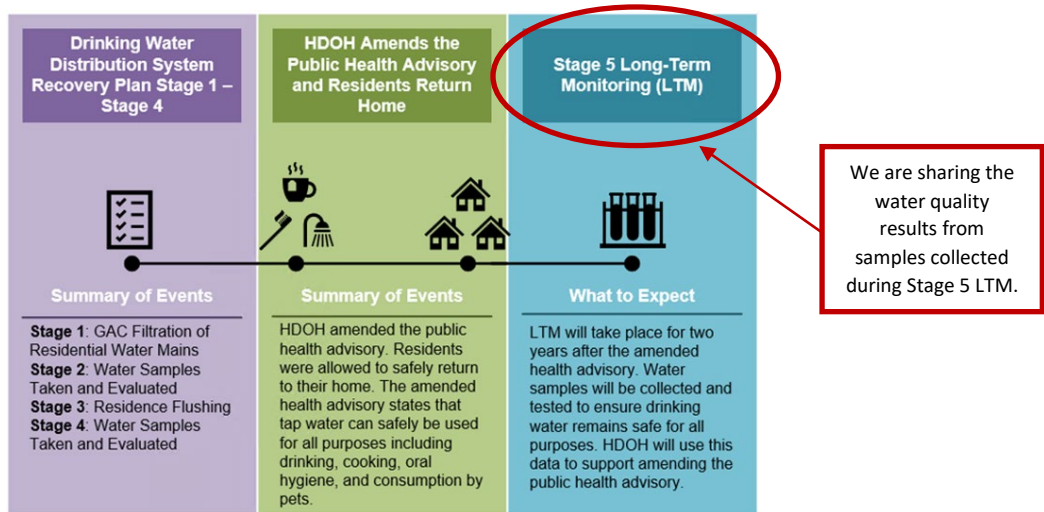 Drinking Water
Distribution System
Recovery Plan Stage 1 –
Stage 4
HDOH Amends the
Public Health Advisory
and Residents Return
Home
Stage 5 Long-Term
Monitoring (LTM)
We are sharing the
water quality
results from
samples collected
during Stage 5 LTM.
Summary of Events
Stage 1: GAC Filtration of
Residential Water Mains
Stage 2: Water Samples
Taken and Evaluated
Stage 3: Residence Flushing
Stage 4: Water Samples
Taken and Evaluated
Summary of Events
HDOH amended the public
health advisory. Residents
were allowed to safely return
to their home. The amended
health advisory states that
tap water can safely be used
for all purposes including
drinking, cooking, oral
hygiene, and consumption by
pets.
What to Expect
LTM will take place for two
years after the amended
health advisory. Water
samples will be collected and
tested to ensure drinking
water remains safe for all
purposes. HDOH will use this
data to support amending the
public health advisory.